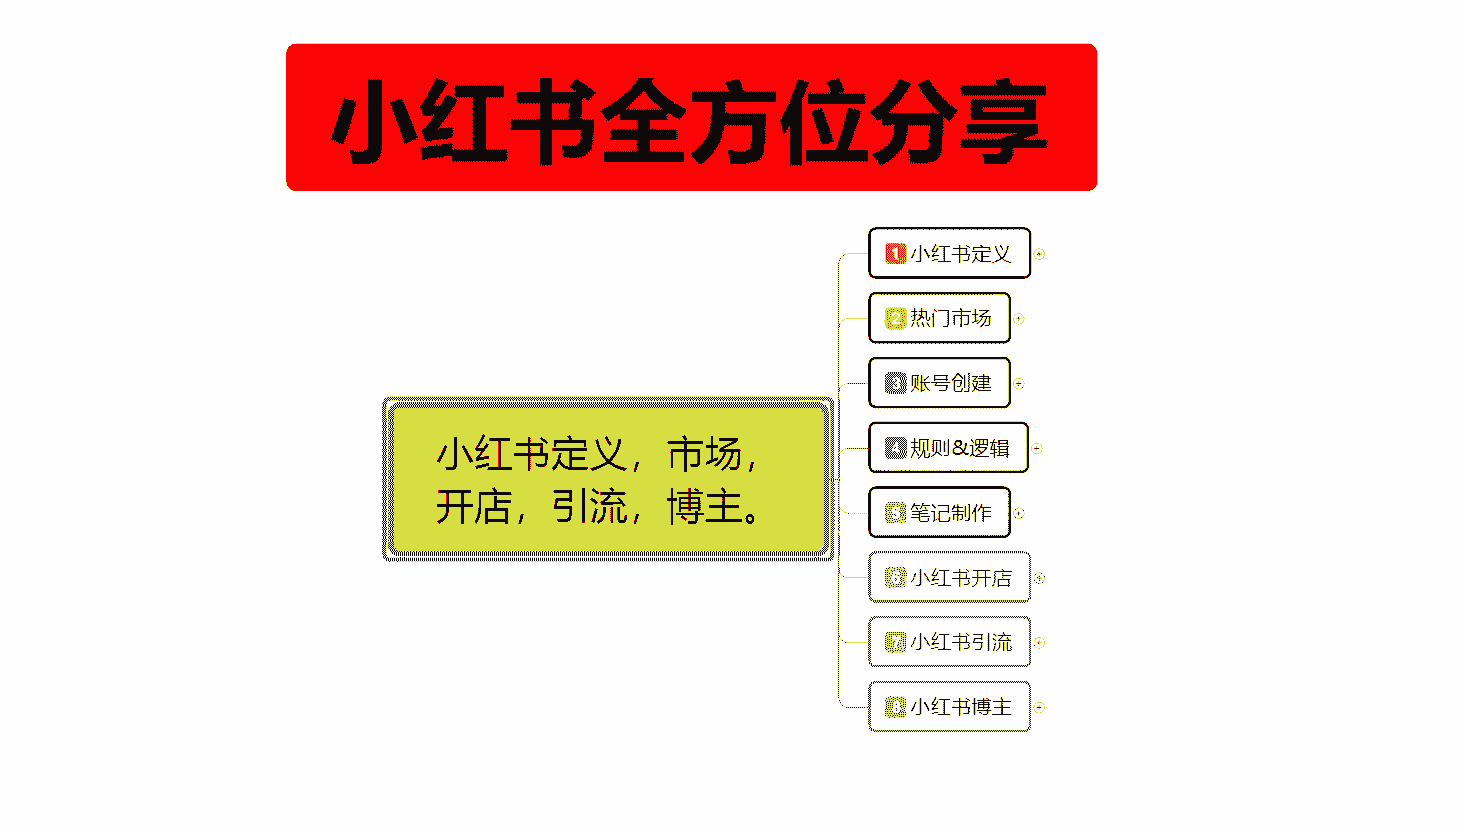 小红书全方位分享
1 小红书定义
2 热门市场
3 账号创建
4 规则&逻辑
5 笔记制作
小红书定义，市场，
开店，引流，博主。
6 小红书开店
7 小红书引流
8 小红书博主